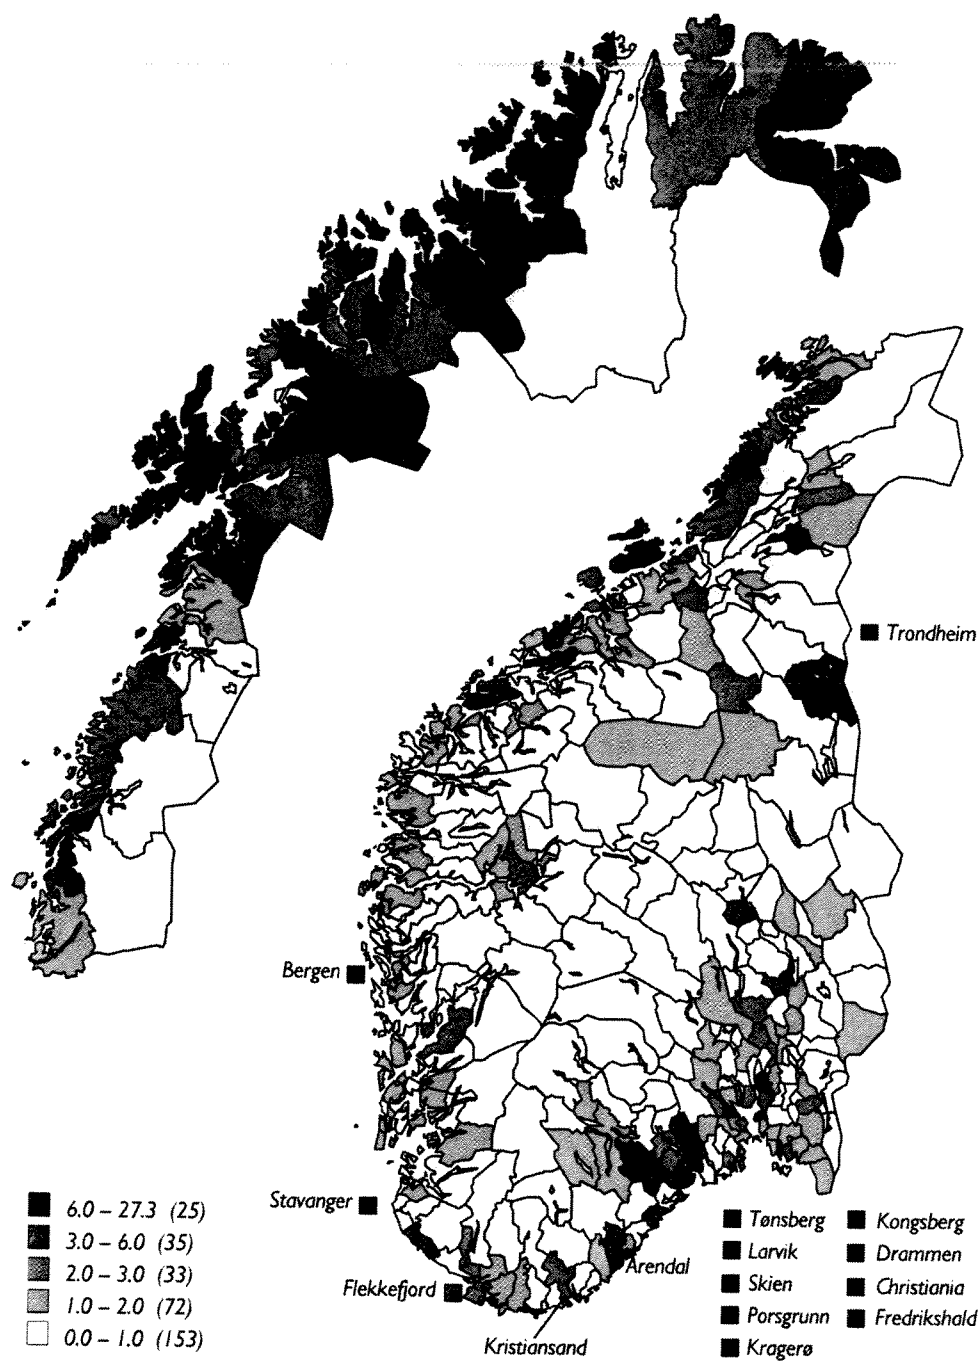 Trondheim
Bergen
Stavanger
6.0 – 27.3 (25)
3.0 – 6.0 (35)
2.0 – 3.0 (33)
1.0 – 2.0 (72)
0.0 – 1.0 (153)
Flekkefjord
Arendal
Kristiansand
Tønsberg
Larvik
Skien
Porsgrunn
Kragerø
Kongsberg
Drammen
Christiania
Fredrikshald